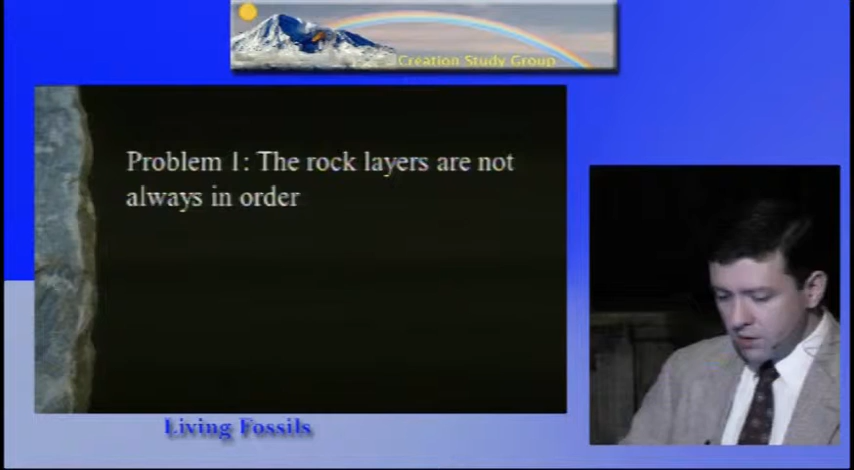 Creation Study Group
Problem 1: The rock layers are not
always in order
Living Fossils